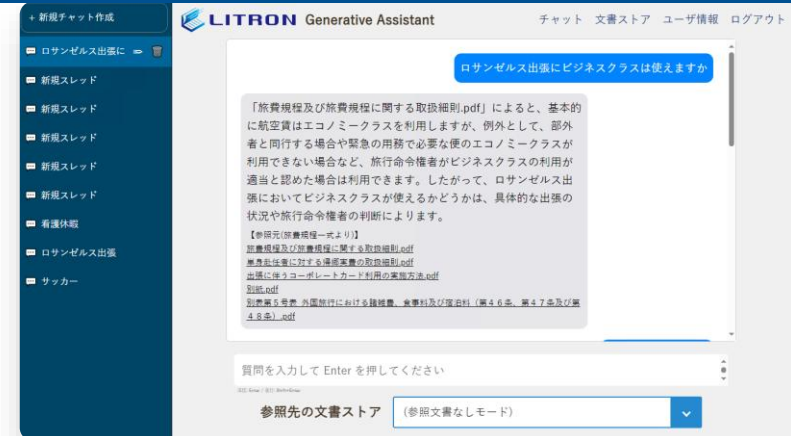 + 新規チャット作成
LITRON Generative Assistant
チャット 文書ストア ユーザ情報 ログアウト
ロサンゼルス出張に
新規スレッド
新規スレッド
新規スレッド
新規スレッド
新規スレッド
看護休暇
ロサンゼルス出張
サッカー
ロサンゼルス出張にビジネスクラスは使えますか
「旅費規程及び旅費規程に関する取扱細則.pdf」によると、基本的
に航空賃はエコノミークラスを利用しますが、例外として、部外
者と同行する場合や緊急の用務で必要な便のエコノミークラスが
利用できない場合など、旅行命令権者がビジネスクラスの利用が
適当と認めた場合は利用できます。したがって、ロサンゼルス出
張においてビジネスクラスが使えるかどうかは、具体的な出張の
状況や旅行命令権者の判断によります。
【参照元(旅費規程一式より)】
旅費規程及び旅費規程に関する取扱細則.pdf
単身赴任者に対する帰郷実費の取扱細則.pdf
出張に伴うコーポレートカード利用の実施方法.pdf
別紙.pdf
別表第5号表 外国旅行における諸雑費、食事料及び宿泊料（第46条、第47条及び第
48条）.pdf
質問を入力して Enter を押してください
参照先の文書ストア
(参照文書なしモード)